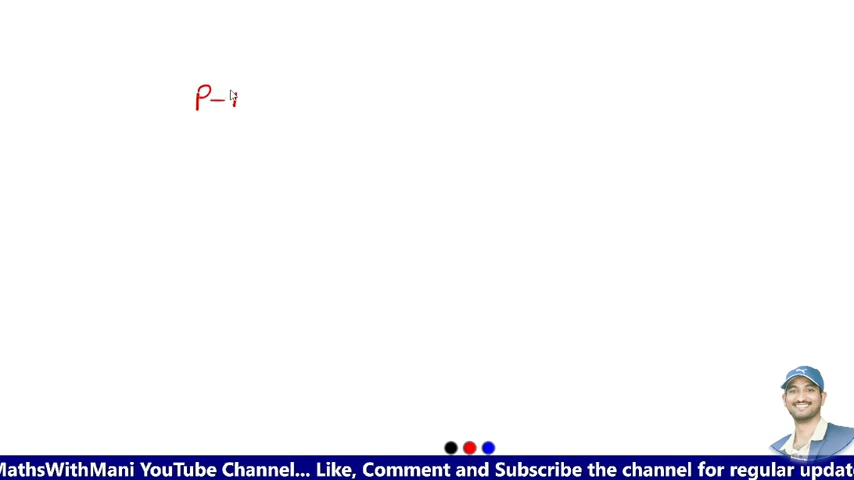 P-
MathsWithMani YouTube Channel... Like, Comment and Subscribe the channel for regular updat